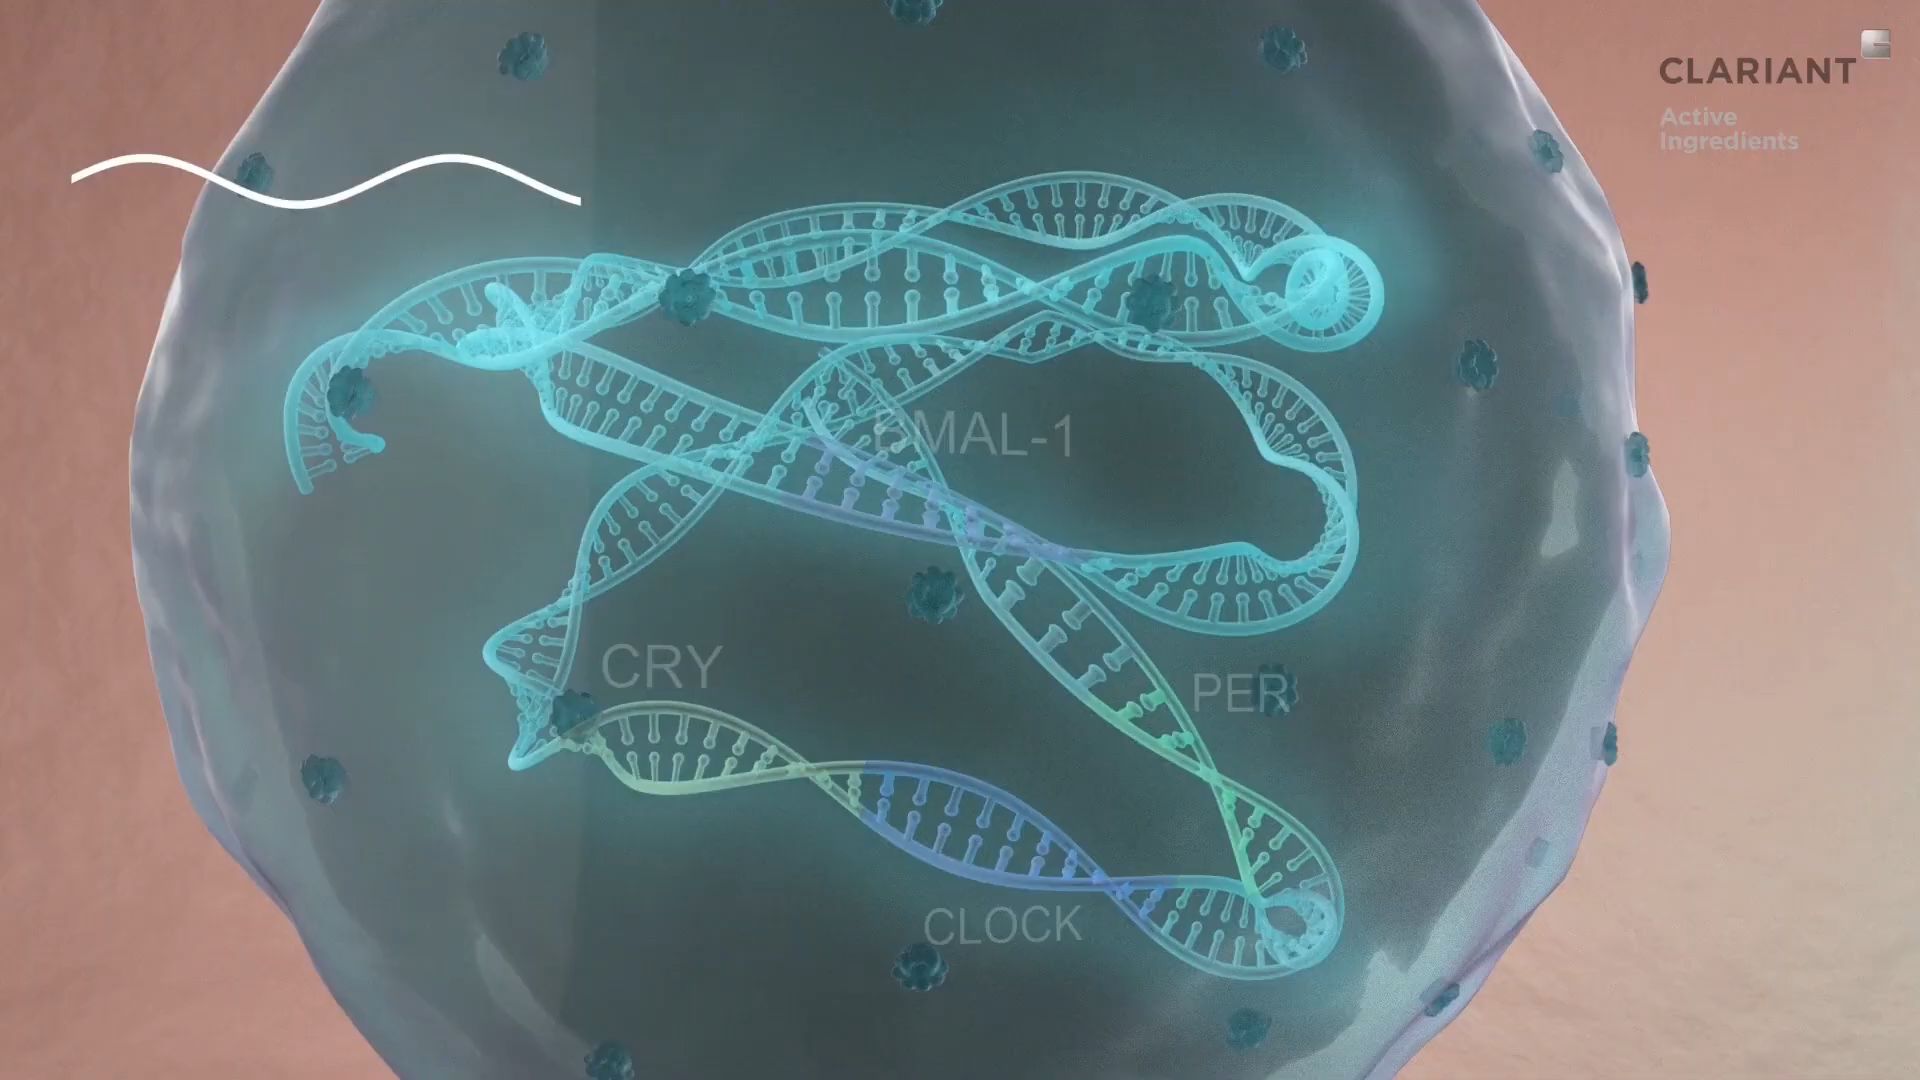 CLARIANT
Active
Ingredients
BMAL-1
CRY
PER
CLOCK